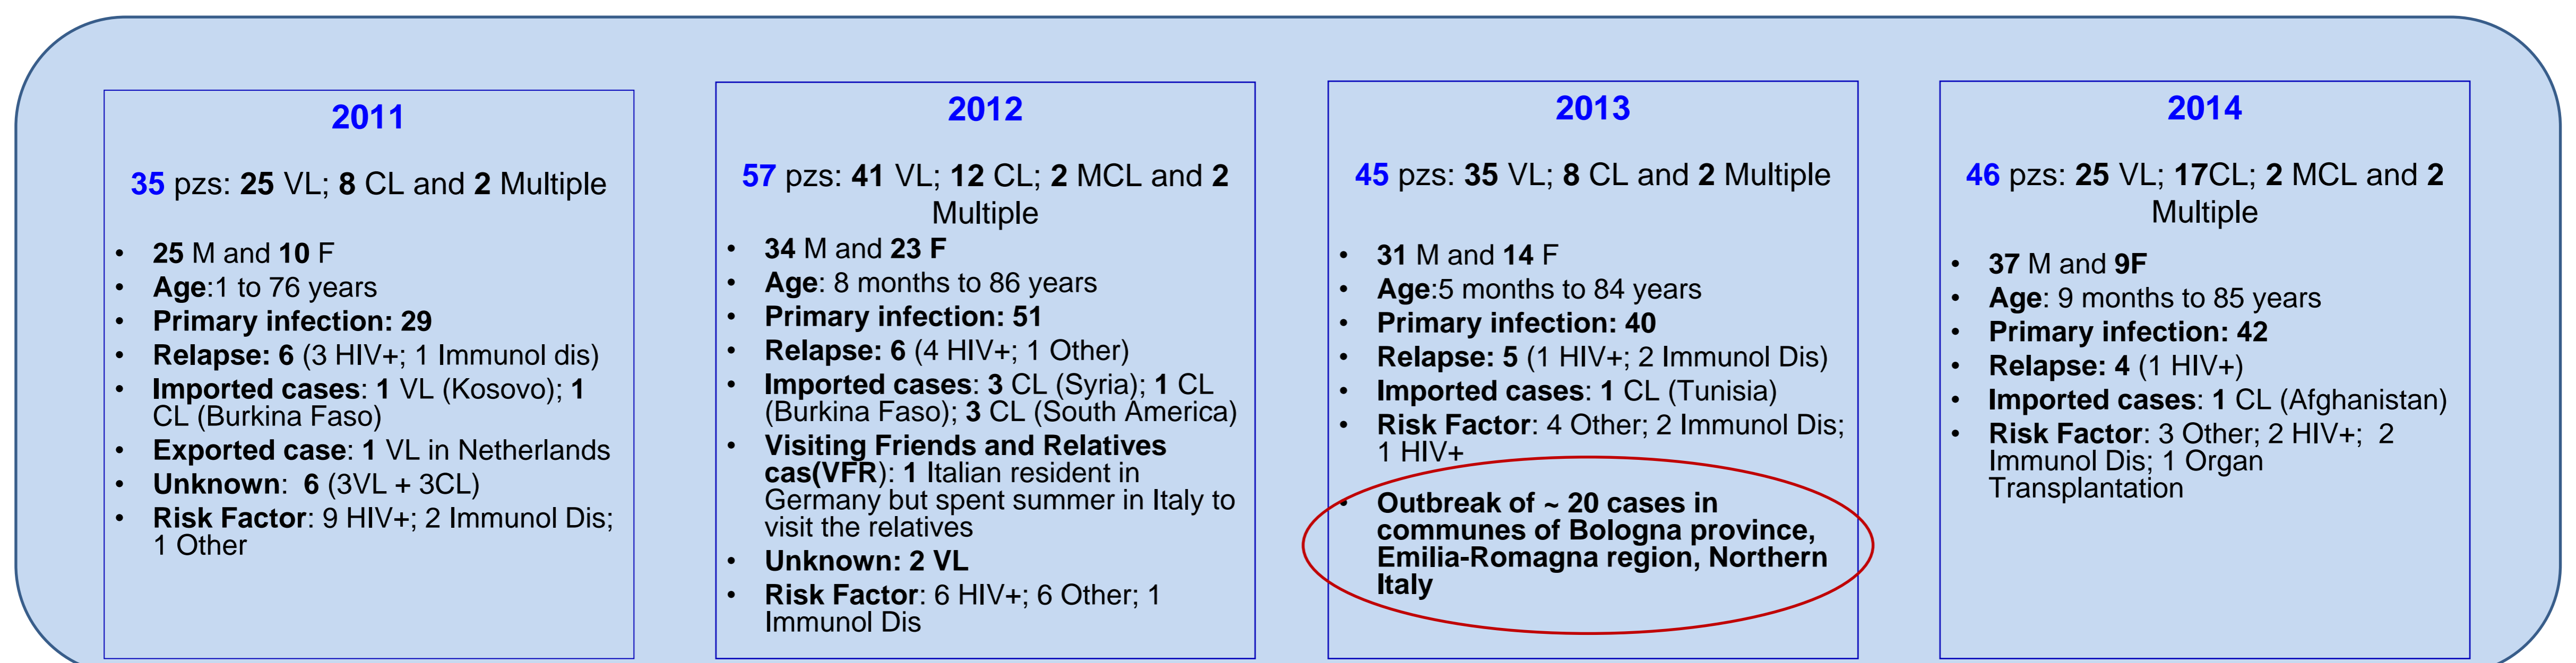 2011
35 pzs: 25 VL; 8 CL and 2 Multiple
• 25 M and 10 F
• Age:1 to 76 years
• Primary infection: 29
• Relapse: 6 (3 HIV+; 1 Immunol dis)
• Imported cases: 1 VL (Kosovo); 1
CL (Burkina Faso)
• Exported case: 1 VL in Netherlands
• Unknown: 6 (3VL + 3CL)
• Risk Factor: 9 HIV+; 2 Immunol Dis;
1 Other
2012
57 pzs: 41 VL; 12 CL; 2 MCL and 2
Multiple
• 34 M and 23 F
• Age: 8 months to 86 years
• Primary infection: 51
• Relapse: 6 (4 HIV+; 1 Other)
• Imported cases: 3 CL (Syria); 1 CL
(Burkina Faso); 3 CL (South America)
• Visiting Friends and Relatives
cas(VFR): 1 Italian resident in
Germany but spent summer in Italy to
visit the relatives
• Unknown: 2 VL
• Risk Factor: 6 HIV+; 6 Other; 1
Immunol Dis
2013
45 pzs: 35 VL; 8 CL and 2 Multiple
• 31 M and 14 F
• Age:5 months to 84 years
• Primary infection: 40
• Relapse: 5 (1 HIV+; 2 Immunol Dis)
• Imported cases: 1 CL (Tunisia)
• Risk Factor: 4 Other; 2 Immunol Dis;
1 HIV+
• Outbreak of ~ 20 cases in
communes of Bologna province,
Emilia-Romagna region, Northern
Italy
2014
46 pzs: 25 VL; 17CL; 2 MCL and 2
Multiple
• 37 M and 9F
• Age: 9 months to 85 years
• Primary infection: 42
• Relapse: 4 (1 HIV+)
• Imported cases: 1 CL (Afghanistan)
• Risk Factor: 3 Other; 2 HIV+; 2
Immunol Dis; 1 Organ
Transplantation